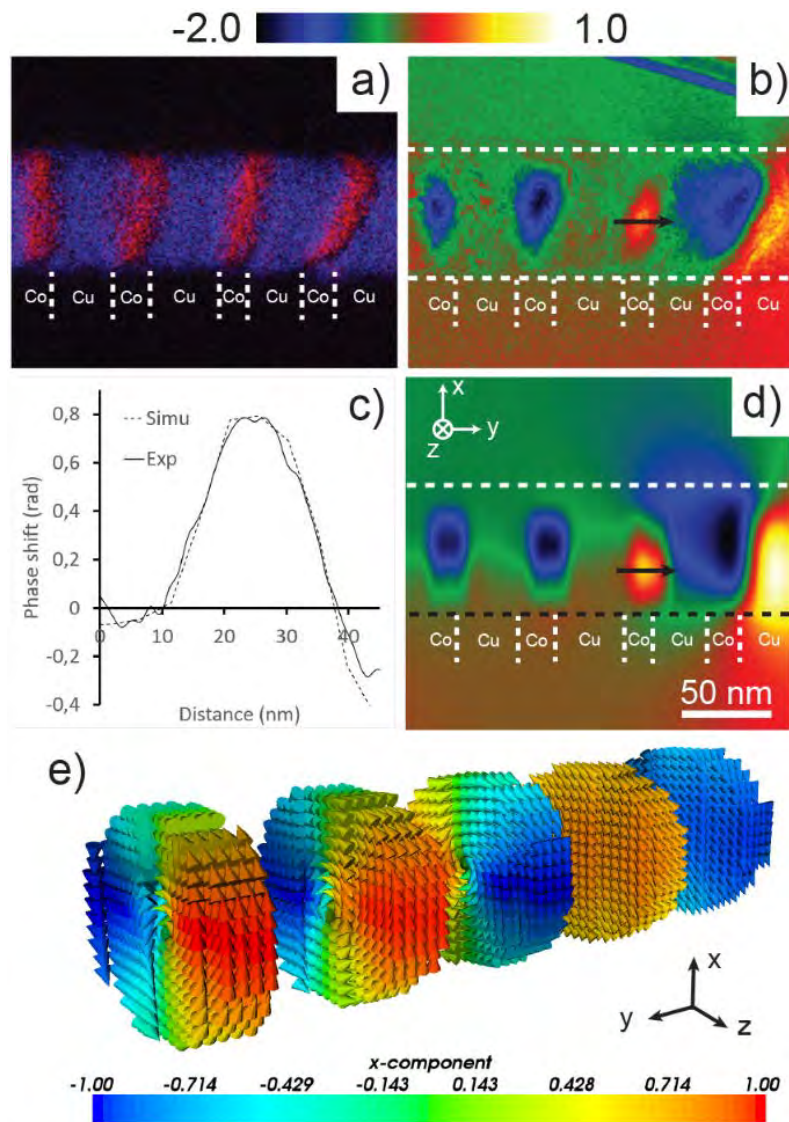 -2.0 1.0
a)
b)
Co Cu Co Cu Co Cu Co Cu
Co Cu Co Cu Co Cu Co Cu
c)
0,8
0,6
0,4
0,2
0
-0,2
-0,4
Phase shift (rad)
Simu
Exp
0 10 20 30 40
Distance (nm)
d)
x
y
z
Co Cu Co Cu Co Cu Co Cu
50 nm
e)
x
y
z
x-component
-1.00 -0.714 -0.429 -0.143 0.143 0.428 0.714 1.00